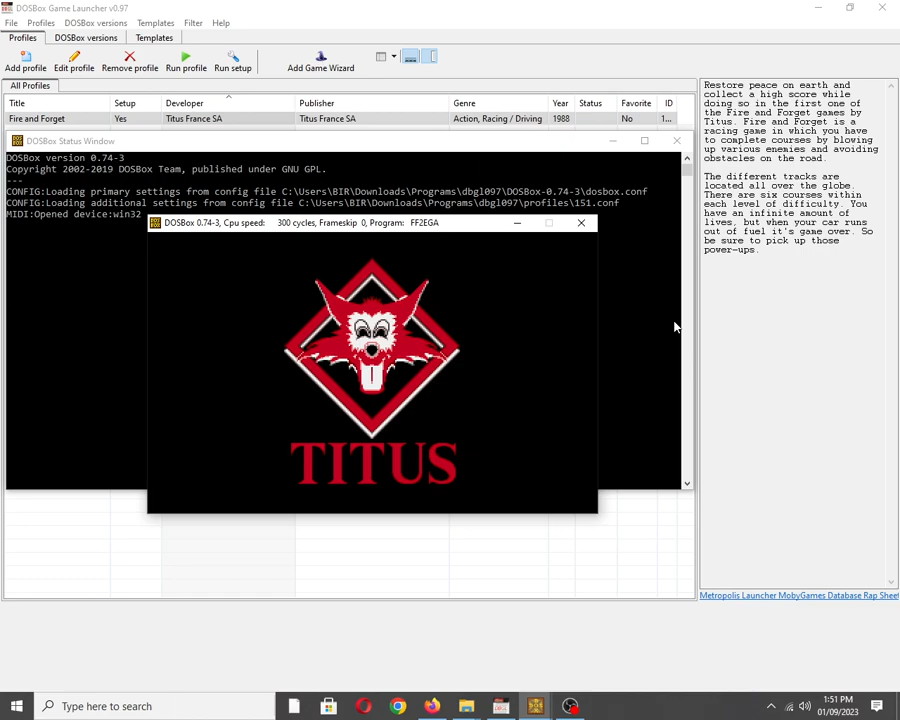 DOSBox Game Launcher v0.97
File Profiles DOSBox versions Templates Filter Help
Profiles DOSBox versions Templates
Add profile Edit profile Remove profile Run profile Run setup Add Game Wizard
All Profiles
Title Setup Developer Publisher Genre Year Status Favorite ID
Fire and Forget Yes Titus France SA Titus France SA Action, Racing / Driving 1988 No 1...
DOSBox Status Window
DOSBox version 0.74-3
Copyright 2002-2019 DOSBox Team, published under GNU GPL.
---
CONFIG:Loading primary settings from config file C:\Users\BIR\Downloads\Programs\dbgl097\DOSBox-0.74-3\dosbox.conf
CONFIG:Loading additional settings from config file C:\Users\BIR\Downloads\Programs\dbgl097\profiles\151.conf
MIDI:Opened device:win32
DOSBox 0.74-3, Cpu speed: 300 cycles, Frameskip 0, Program: FF2EGA
TITUS
Restore peace on earth and
collect a high score while
doing so in the first one of
the Fire and Forget games by
Titus. Fire and Forget is a
racing game in which you have
to complete courses by blowing
up various enemies and avoiding
obstacles on the road.
The different tracks are
located all over the globe.
There are six courses within
each level of difficulty. You
have an infinite amount of
lives, but when your car runs
out of fuel it's game over. So
be sure to pick up those
power-ups.
Metropolis Launcher MobyGames Database Rap Sheet
Type here to search
1:51 PM
01/09/2023